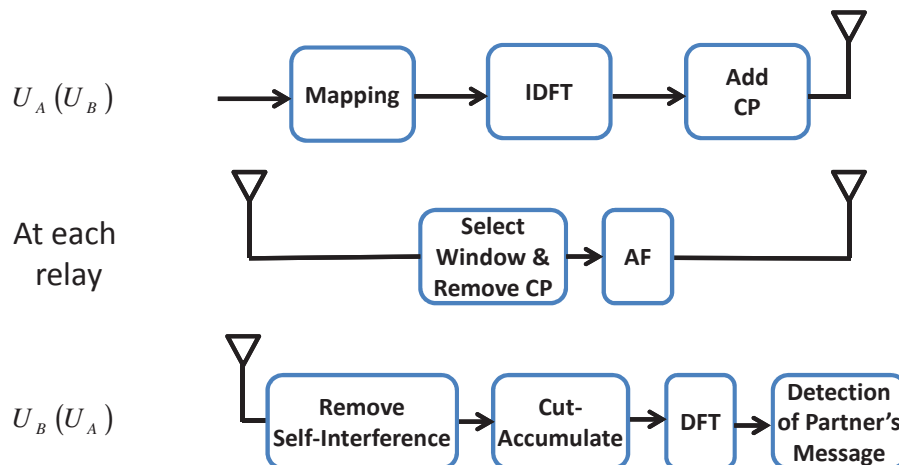 U_A (U_B)
Mapping
IDFT
Add
CP
At each
relay
Select
Window &
Remove CP
AF
U_B (U_A)
Remove
Self-Interference
Cut-
Accumulate
DFT
Detection
of Partner's
Message